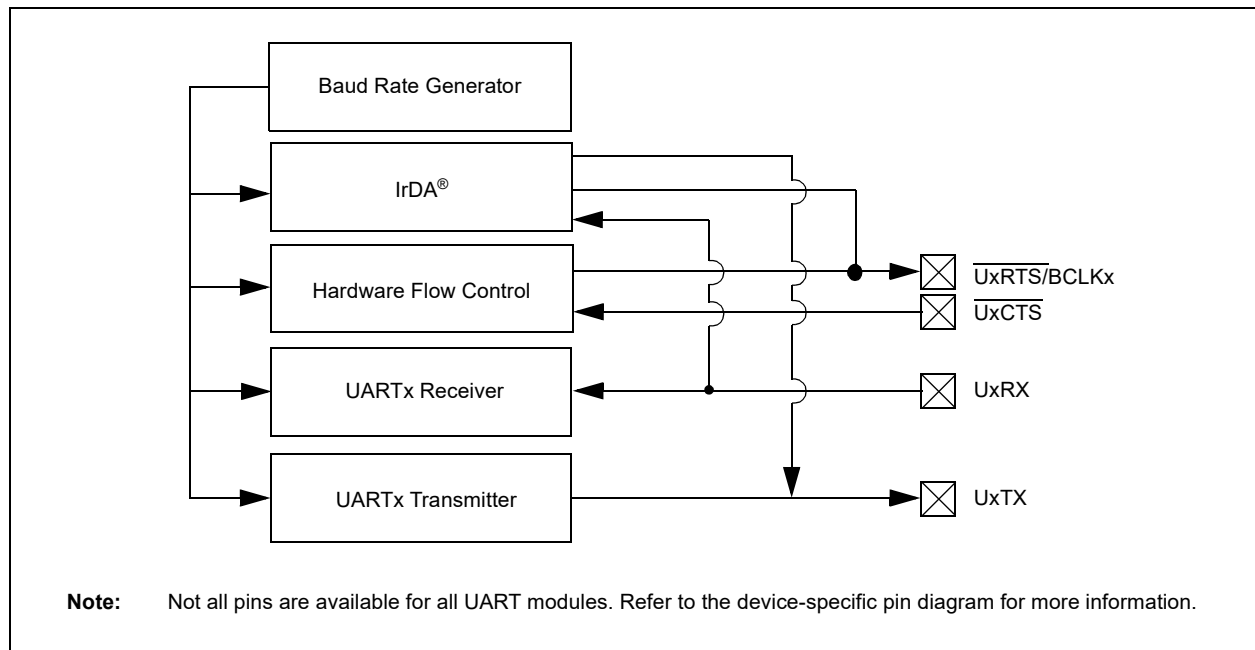 Baud Rate Generator
IrDA®
Hardware Flow Control
UxRTS/BCLKx
UxCTS
UARTx Receiver
UxRX
UARTx Transmitter
UxTX
Note: Not all pins are available for all UART modules. Refer to the device-specific pin diagram for more information.